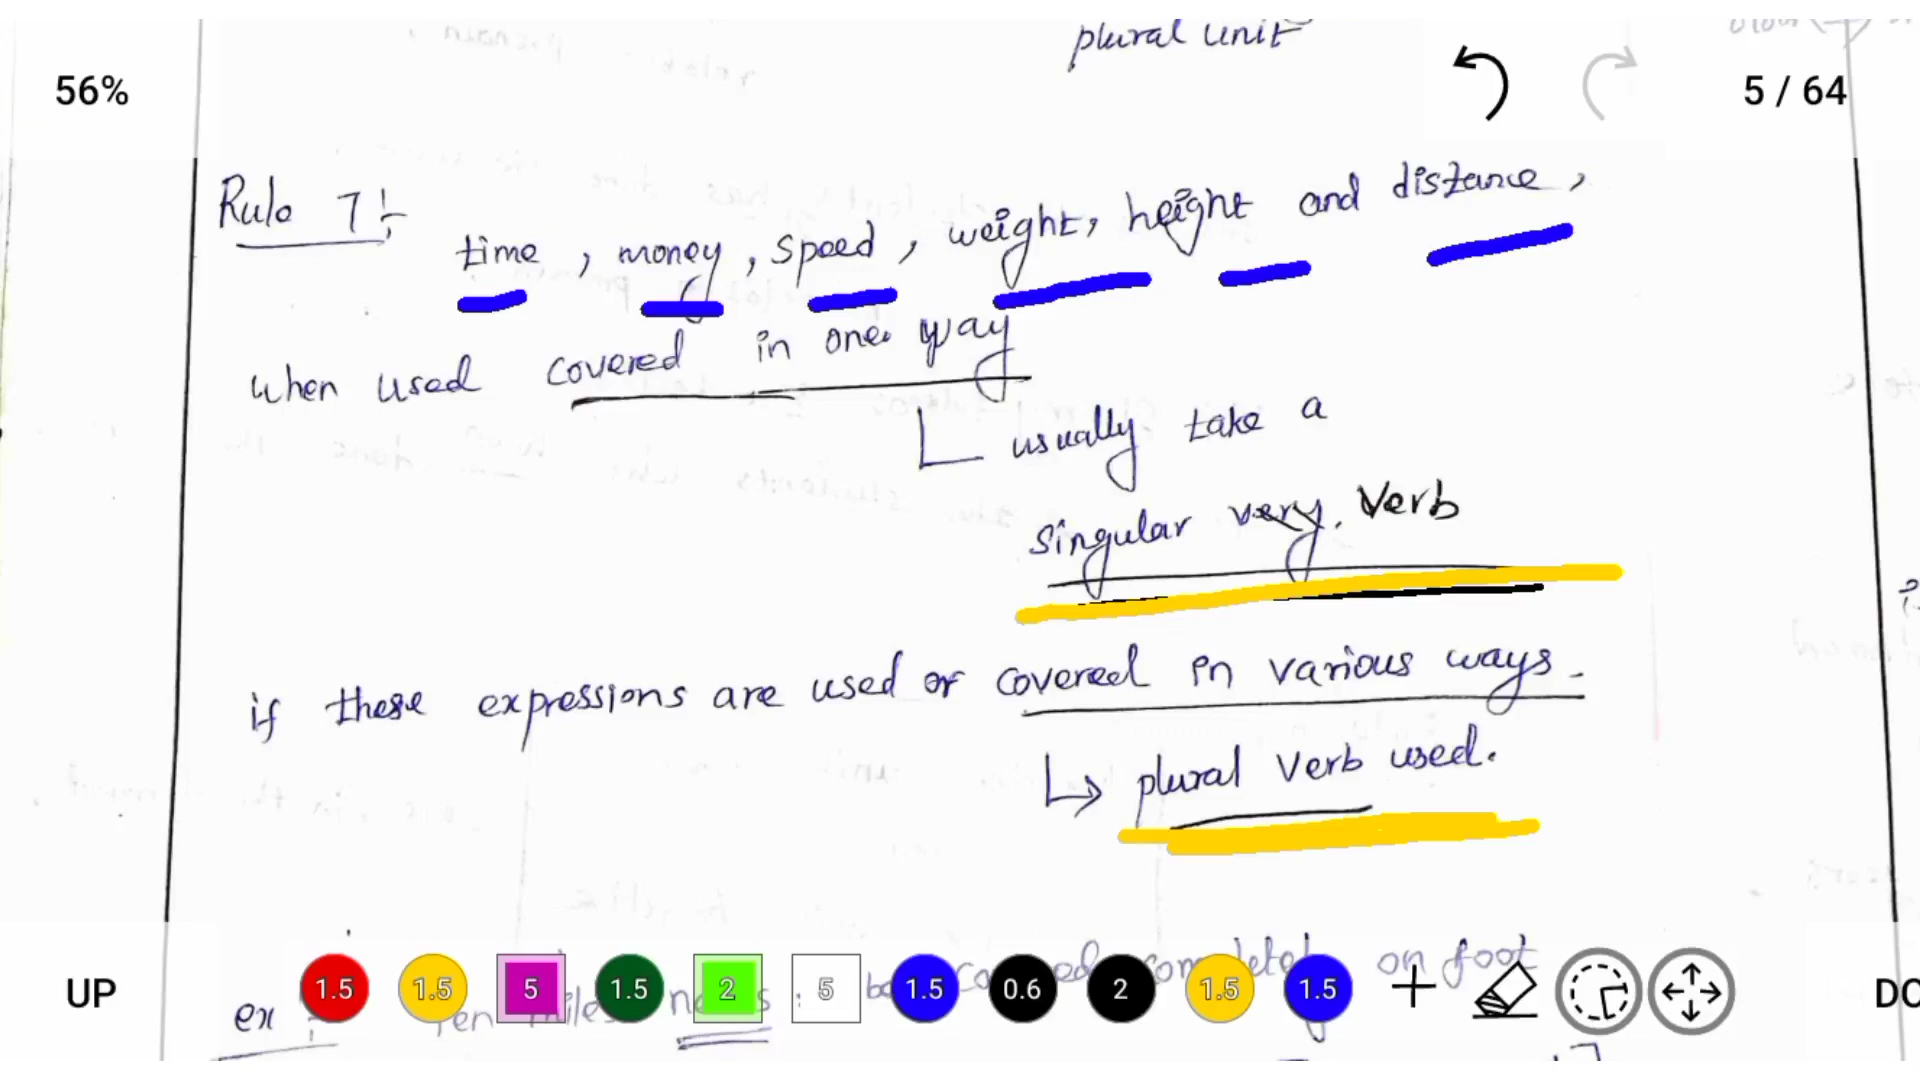 plural unit
56%
5 / 64
Rule 7 :-
time , money , speed , weight, height and distance ,
when used covered in one way
usually take a
singular very. Verb
if these expressions are used or covered in various ways.
plural Verb used.
UP 1.5 1.5 5 1.5 2 5 1.5 0.6 2 1.5 1.5
on foot
ex :- Ten miles